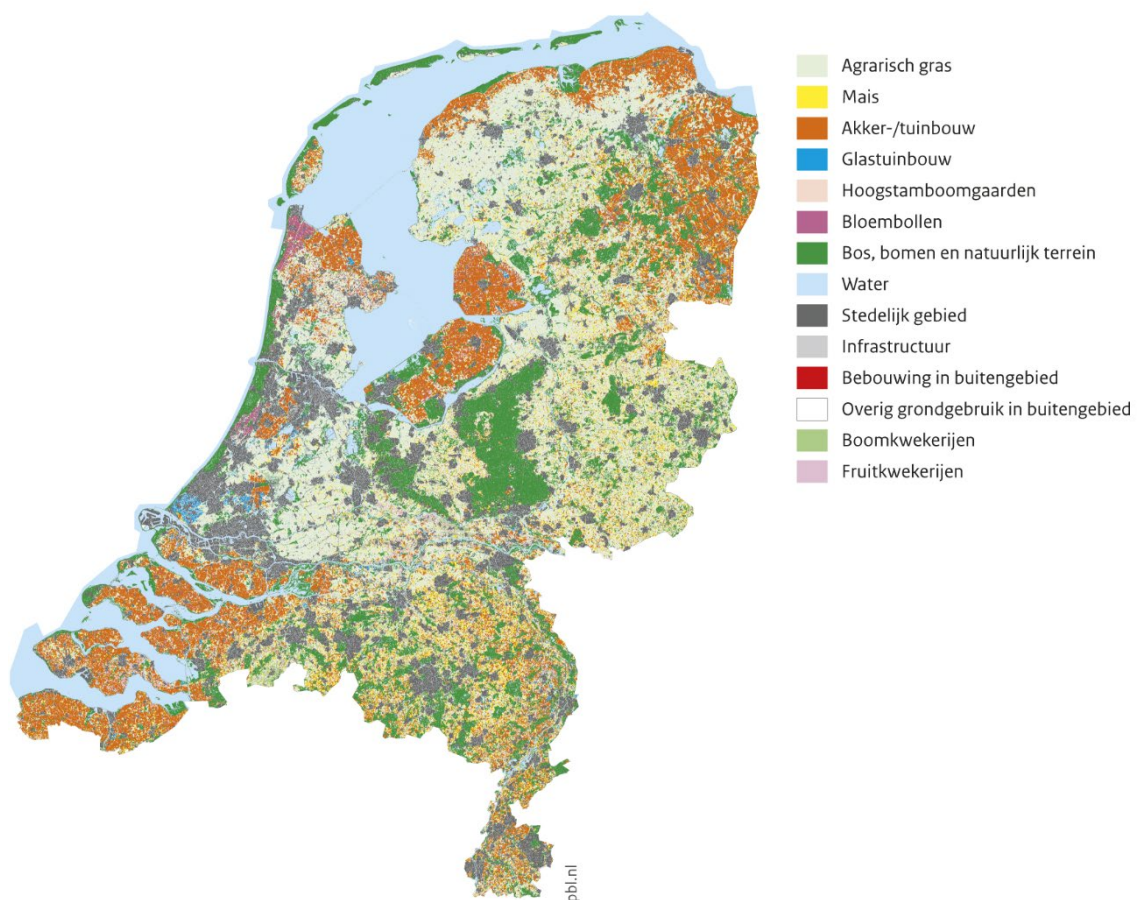 Agrarisch gras
Mais
Akker-/tuinbouw
Glastuinbouw
Hoogstamboomgaarden
Bloembollen
Bos, bomen en natuurlijk terrein
Water
Stedelijk gebied
Infrastructuur
Bebouwing in buitengebied
Overig grondgebruik in buitengebied
Boomkwekerijen
Fruitkwekerijen
pbl.nl